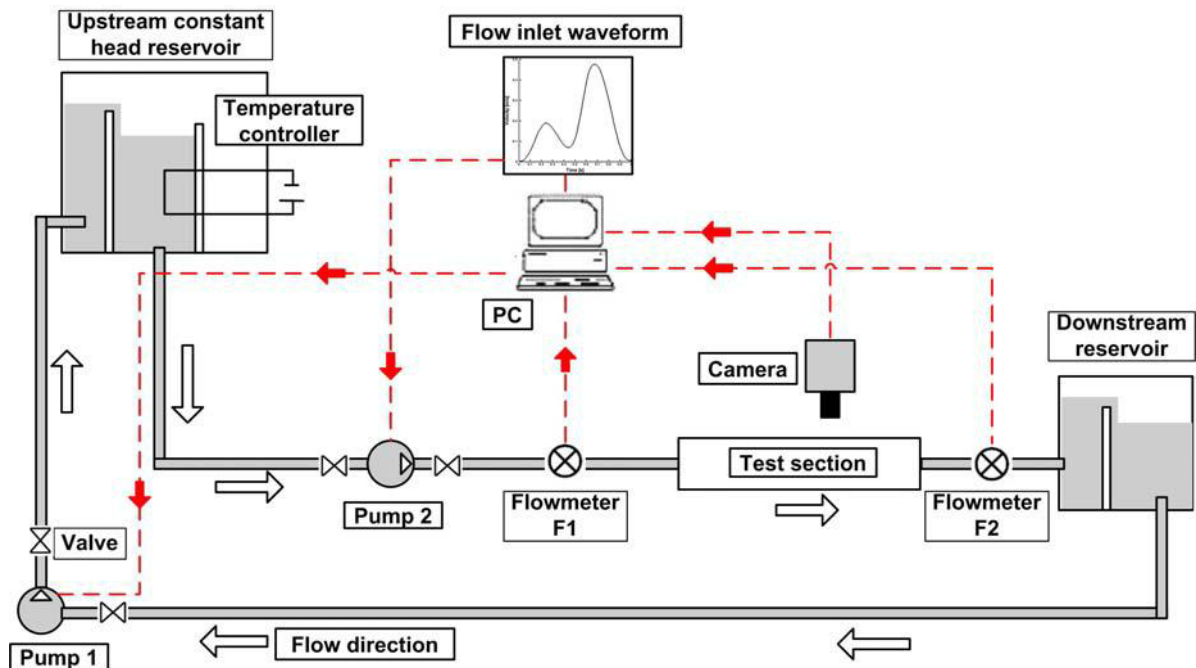 Upstream constant
head reservoir
Flow inlet waveform
Temperature
controller
Time [s]
PC
Downstream
reservoir
Camera
Test section
Pump 2
Flowmeter
F1
Flowmeter
F2
Valve
Flow direction
Pump 1